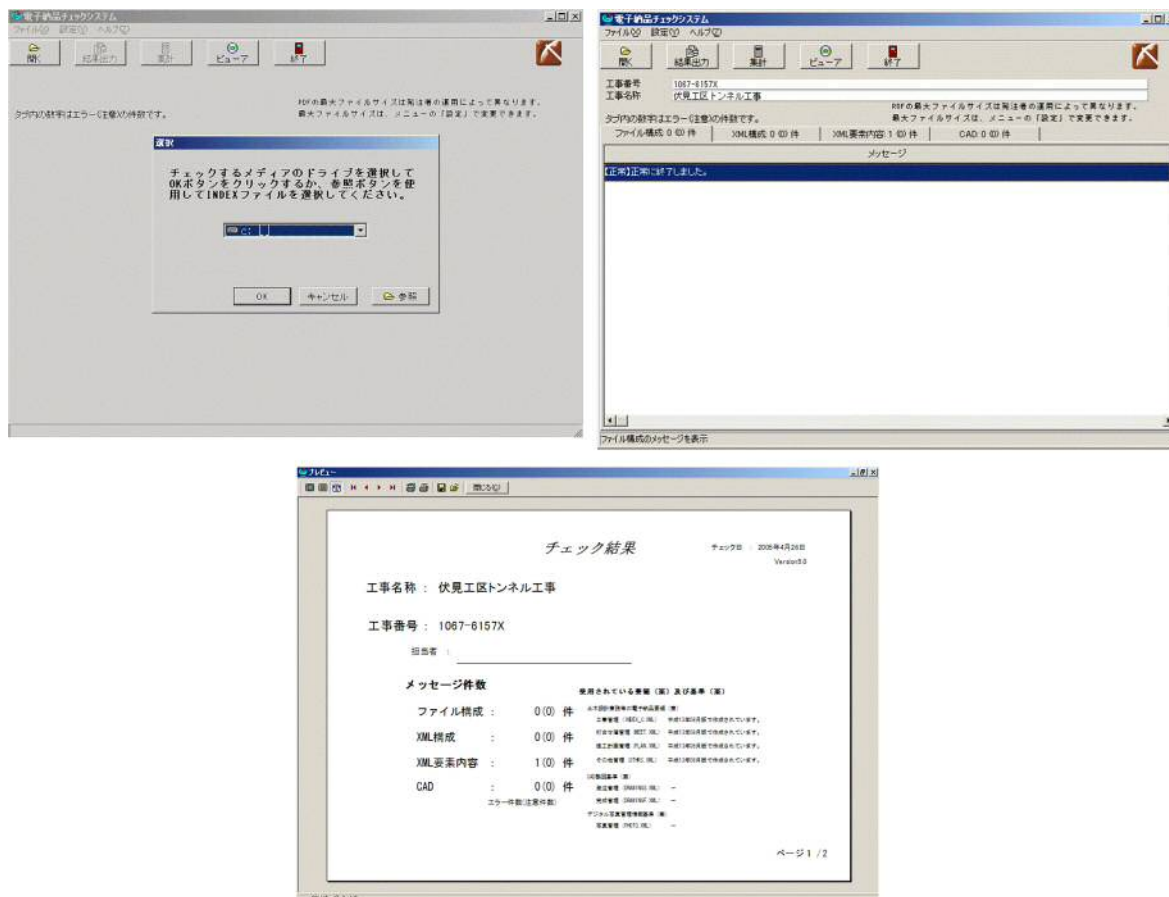 電子納品チェックシステム
ファイル(X) 設定(Y) ヘルプ(Z)
開く 結果出力 集計 ビューア 終了
PDFの最大ファイルサイズは発注者の運用によって異なります。
タブ内の数字はエラー(注意)の件数です。 最大ファイルサイズは、メニューの「設定」で変更できます。
選択
チェックするメディアのドライブを選択して
OKボタンをクリックするか、参照ボタンを使
用してINDEXファイルを選択してください。
c: []
OK キャンセル 参照
電子納品チェックシステム
ファイル(X) 設定(Y) ヘルプ(Z)
開く 結果出力 集計 ビューア 終了
工事番号 1067-6157X
工事名称 伏見工区トンネル工事
PDFの最大ファイルサイズは発注者の運用によって異なります。
タブ内の数字はエラー(注意)の件数です。 最大ファイルサイズは、メニューの「設定」で変更できます。
ファイル構成:0(0)件 XML構成:0(0)件 XML要素内容:1(0)件 CAD:0(0)件
メッセージ
【正常】正常に終了しました。
ファイル構成のメッセージを表示
プレビュー
閉じる(C)
チェック結果 チェック日 : 2005年4月26日
Version5.0
工事名称 : 伏見工区トンネル工事
工事番号 : 1067-6157X
担当者 :
メッセージ件数
使用されている要領(案)及び基準(案)
ファイル構成 : 0(0) 件
XML構成 : 0(0) 件
XML要素内容 : 1(0) 件
CAD : 0(0) 件
エラー件数(注意件数)
デジタル写真管理情報基準(案)
写真管理 (PHOTO.XML) —
ページ1 /2